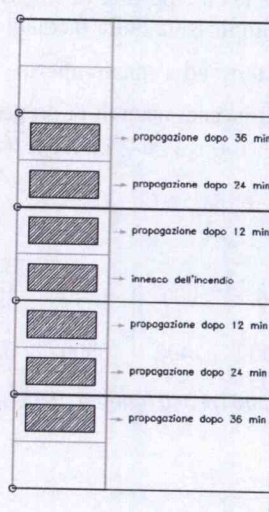 propagazione dopo 36 min
propagazione dopo 24 min
propagazione dopo 12 min
innesco dell'incendio
propagazione dopo 12 min
propagazione dopo 24 min
propagazione dopo 36 min